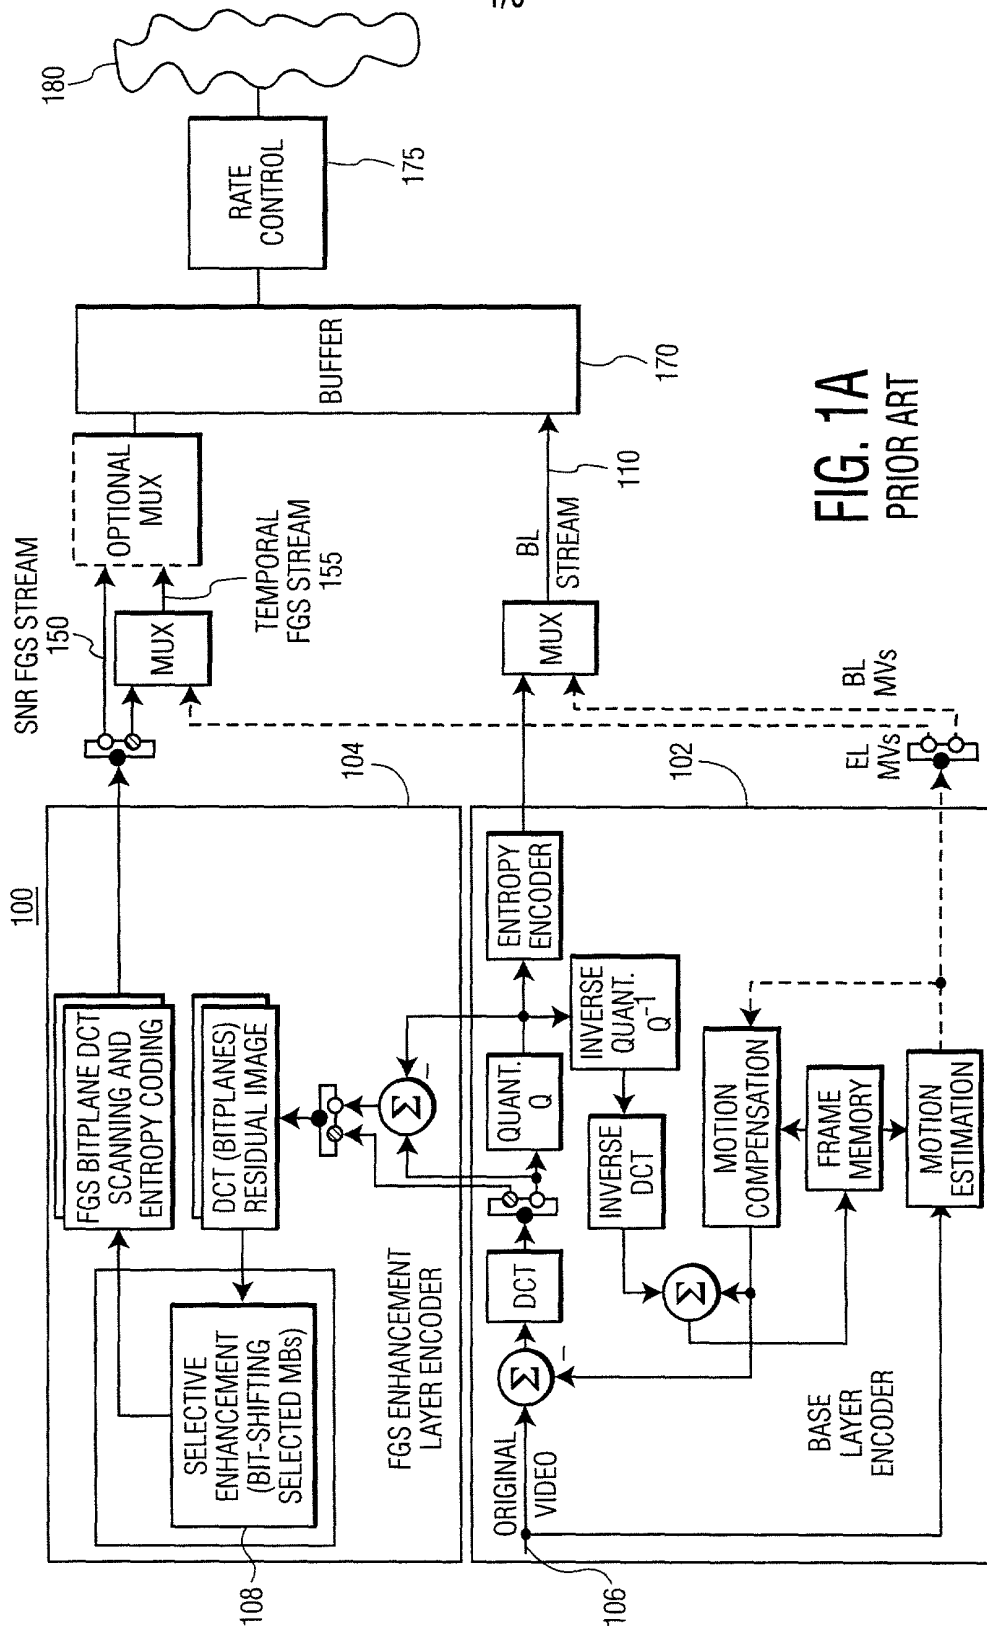 100
FGS ENHANCEMENT
LAYER ENCODER
108
SELECTIVE
ENHANCEMENT
(BIT-SHIFTING
SELECTED MBs)
FGS BITPLANE DCT
SCANNING AND
ENTROPY CODING
DCT (BITPLANES)
RESIDUAL IMAGE
Σ
−
104
SNR FGS STREAM
150
MUX
TEMPORAL
FGS STREAM
155
OPTIONAL
MUX
BUFFER
170
RATE
CONTROL
175
180
106
ORIGINAL
VIDEO
Σ
−
DCT
QUANT.
Q
ENTROPY
ENCODER
INVERSE
QUANT.
Q-1
INVERSE
DCT
Σ
MOTION
COMPENSATION
FRAME
MEMORY
MOTION
ESTIMATION
BASE
LAYER
ENCODER
102
EL
MVs
BL
MVs
MUX
BL
STREAM
110
FIG. 1A
PRIOR ART